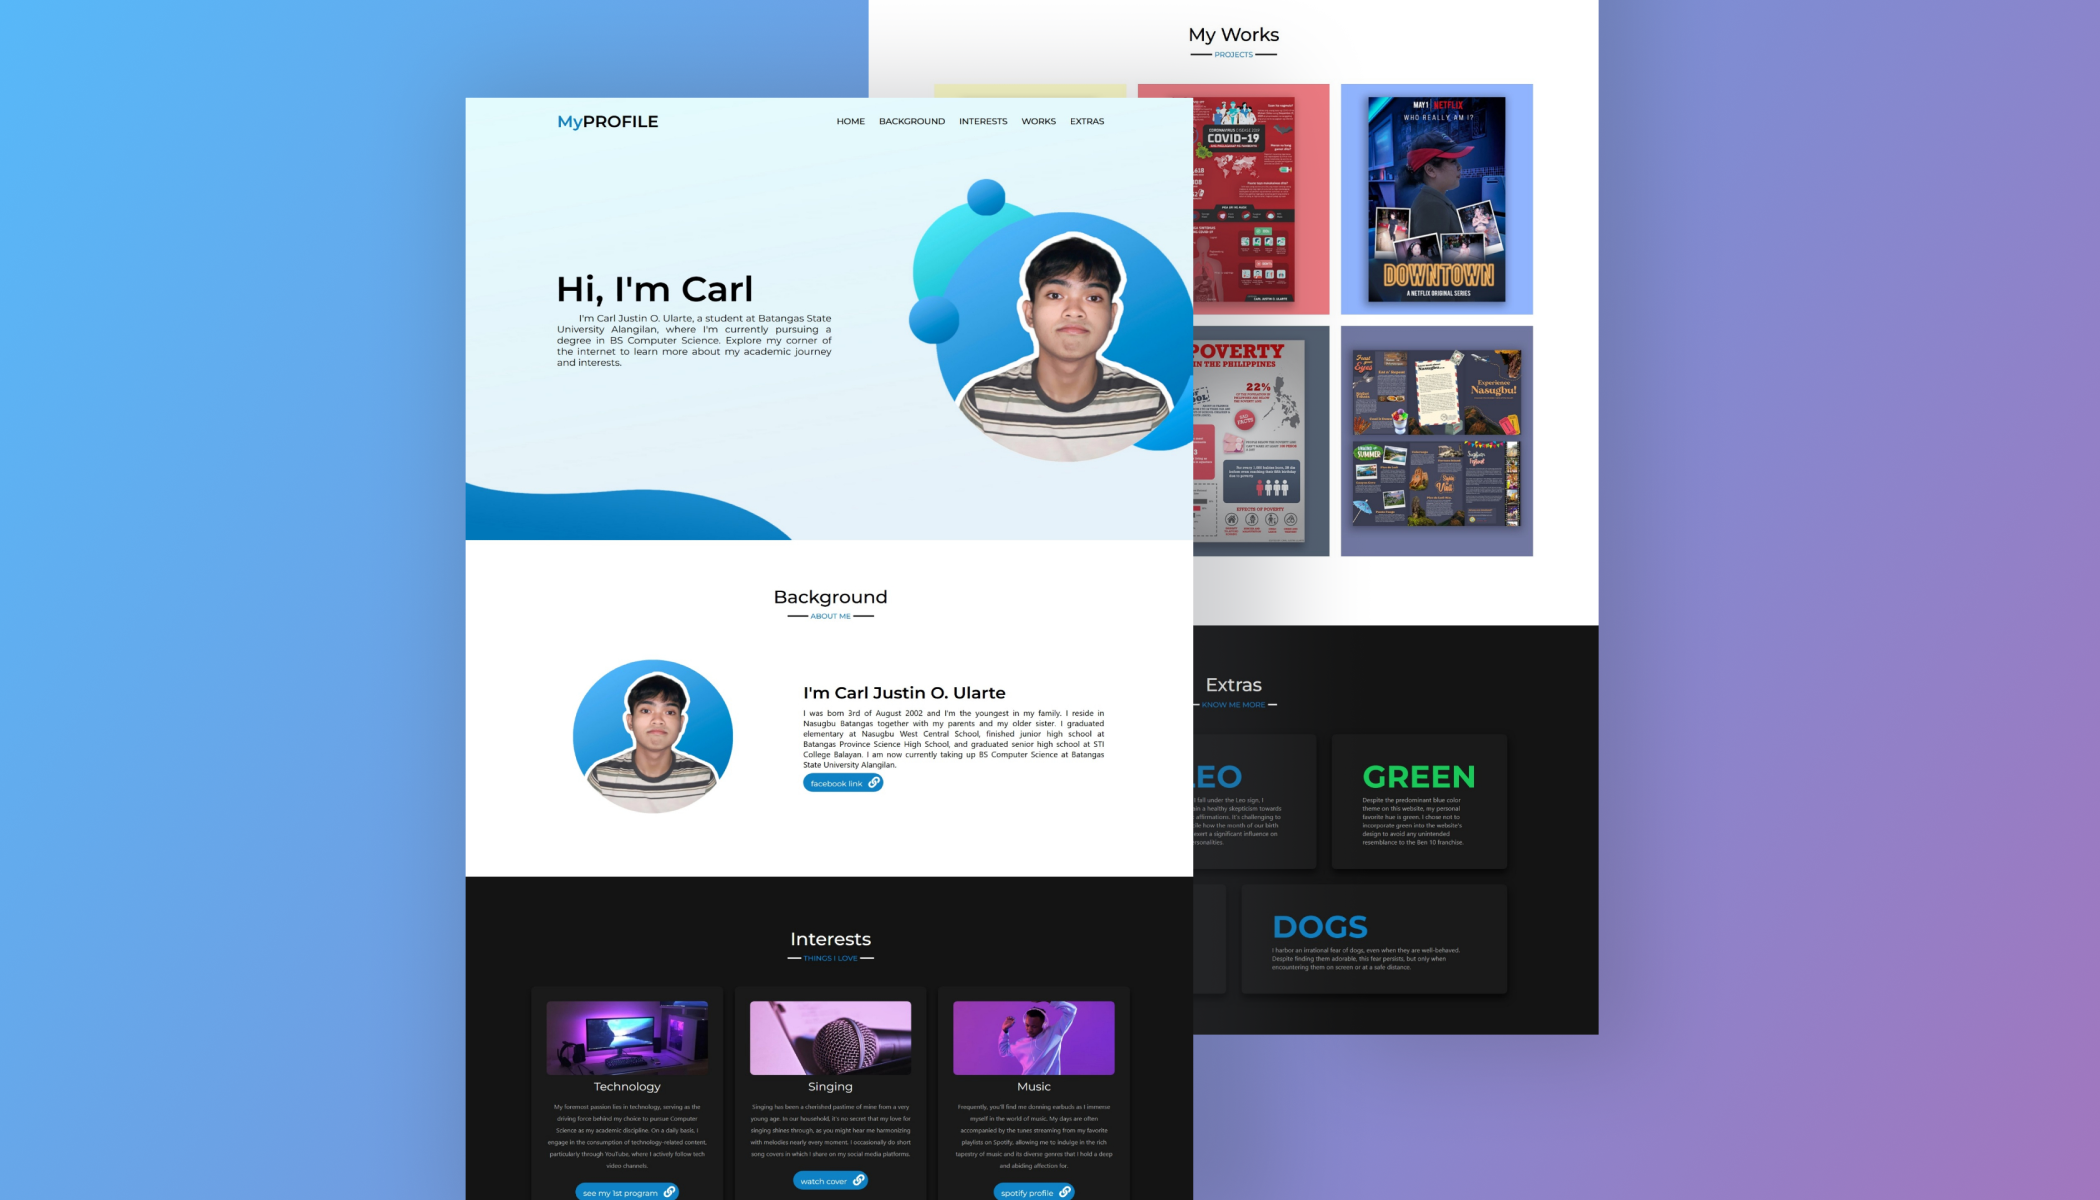 MyPROFILE
HOME BACKGROUND INTERESTS WORKS EXTRAS
Hi, I'm Carl
I'm Carl Justin O. Ularte, a student at Batangas State
University Alangilan, where I'm currently pursuing a
degree in BS Computer Science. Explore my corner of
the internet to learn more about my academic journey
and interests.
Background
ABOUT ME
I'm Carl Justin O. Ularte
I was born 3rd of August 2002 and I'm the youngest in my family. I reside in
Nasugbu Batangas together with my parents and my older sister. I graduated
elementary at Nasugbu West Central School, finished junior high school at
Batangas Province Science High School, and graduated senior high school at STI
College Balayan. I am now currently taking up BS Computer Science at Batangas
State University Alangilan.
facebook link
Interests
THINGS I LOVE
Technology
My foremost passion lies in technology, serving as the
driving force behind my choice to pursue Computer
Science as my academic discipline. On a daily basis, I
engage in the consumption of technology-related content,
particularly through YouTube, where I actively follow tech
video channels.
see my 1st program
Singing
Singing has been a cherished pastime of mine from a very
young age. In our household, it's no secret that my love for
singing shines through, as you might hear me harmonizing
with melodies nearly every moment. I occasionally do short
song covers in which I share on my social media platforms.
watch cover
Music
Frequently, you'll find me donning earbuds as I immerse
myself in the world of music. My days are often
accompanied by the tunes streaming from my favorite
playlists on Spotify, allowing me to indulge in the rich
tapestry of music and its diverse genres that I hold a deep
and abiding affection for.
spotify profile
My Works
PROJECTS
COVID-19
CARL JUSTIN O. ULARTE
MAY 1 NETFLIX
WHO REALLY AM I?
DOWNTOWN
A NETFLIX ORIGINAL SERIES
POVERTY
IN THE PHILIPPINES
22%
EFFECTS OF POVERTY
Experience
Nasugbu!
SUMMER
Visit
Extras
KNOW ME MORE
EO
fall under the Leo sign, I
in a healthy skepticism towards
affirmations. It's challenging to
how the month of our birth
exert a significant influence on
GREEN
Despite the predominant blue color
theme on this website, my personal
favorite hue is green. I chose not to
incorporate green into the website's
design to avoid any unintended
resemblance to the Ben 10 franchise.
DOGS
I harbor an irrational fear of dogs, even when they are well-behaved.
Despite finding them adorable, this fear persists, but only when
encountering them on screen or at a safe distance.